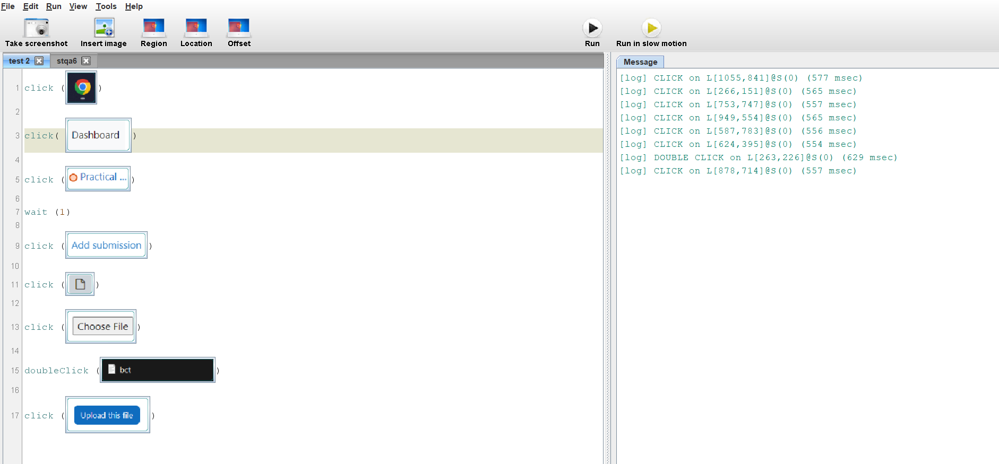 File Edit Run View Tools Help
Take screenshot Insert image Region Location Offset Run Run in slow motion
test 2 stqa6
1 click ( )
2
3 click( Dashboard )
4
5 click ( Practical ... )
6
7 wait (1)
8
9 click ( Add submission )
10
11 click ( )
12
13 click ( Choose File )
14
15 doubleClick ( bct )
16
17 click ( Upload this file )
Message
[log] CLICK on L[1055,841]@S(0) (577 msec)
[log] CLICK on L[266,151]@S(0) (565 msec)
[log] CLICK on L[753,747]@S(0) (557 msec)
[log] CLICK on L[949,554]@S(0) (565 msec)
[log] CLICK on L[587,783]@S(0) (556 msec)
[log] CLICK on L[624,395]@S(0) (554 msec)
[log] DOUBLE CLICK on L[263,226]@S(0) (629 msec)
[log] CLICK on L[878,714]@S(0) (557 msec)